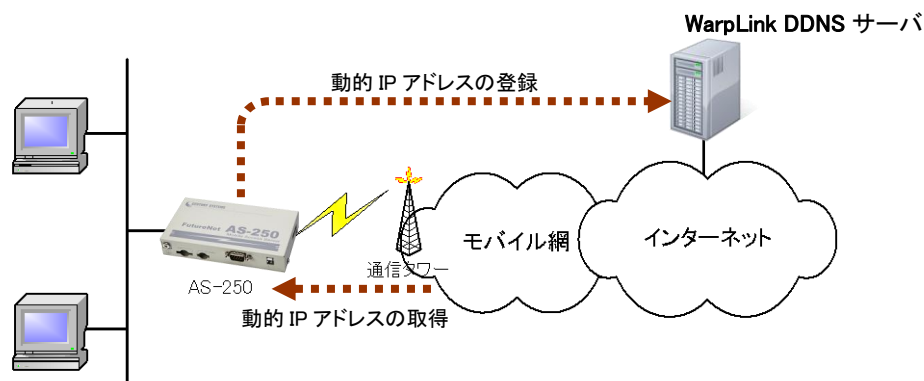 WarpLink DDNS サーバ
動的 IP アドレスの登録
FutureNet AS-250
モバイル網
インターネット
通信タワー
AS-250
動的 IP アドレスの取得